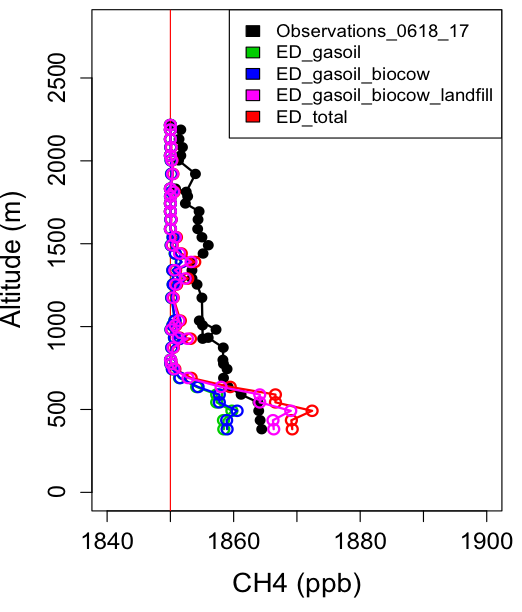 Observations_0618_17
ED_gasoil
ED_gasoil_biocow
ED_gasoil_biocow_landfill
ED_total
2500
2000
1500
1000
500
0
Altitude (m)
1840 1860 1880 1900
CH4 (ppb)